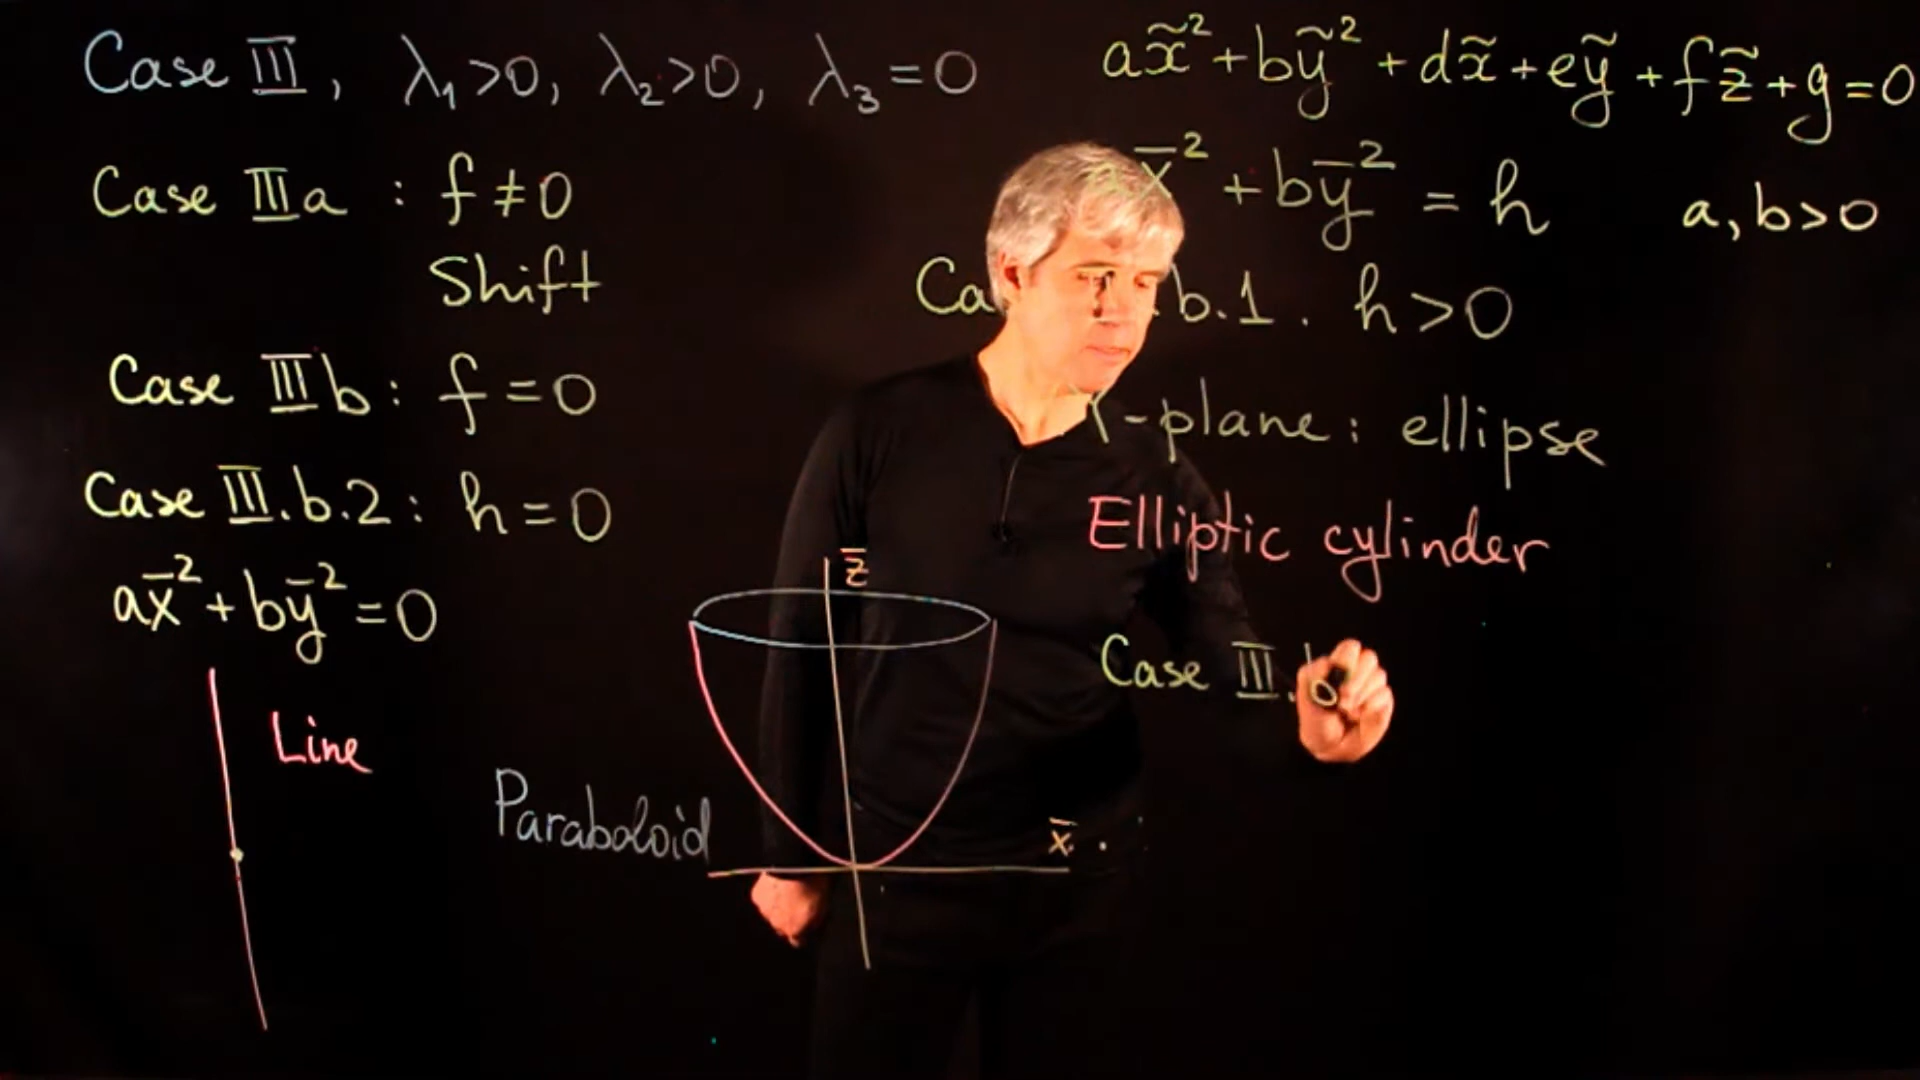 Case III, λ₁>0, λ₂>0, λ₃=0
Case III a : f ≠ 0
Shift
Case III b : f = 0
Case III.b.2 : h = 0
ax̄² + bȳ² = 0
Line
Paraboloid
z̄
x̄
ax̃² + bỹ² + dx̃ + eỹ + fz̃ + g = 0
x̄² + bȳ² = h a, b > 0
b.1. h > 0
-plane: ellipse
Elliptic cylinder
Case III.b